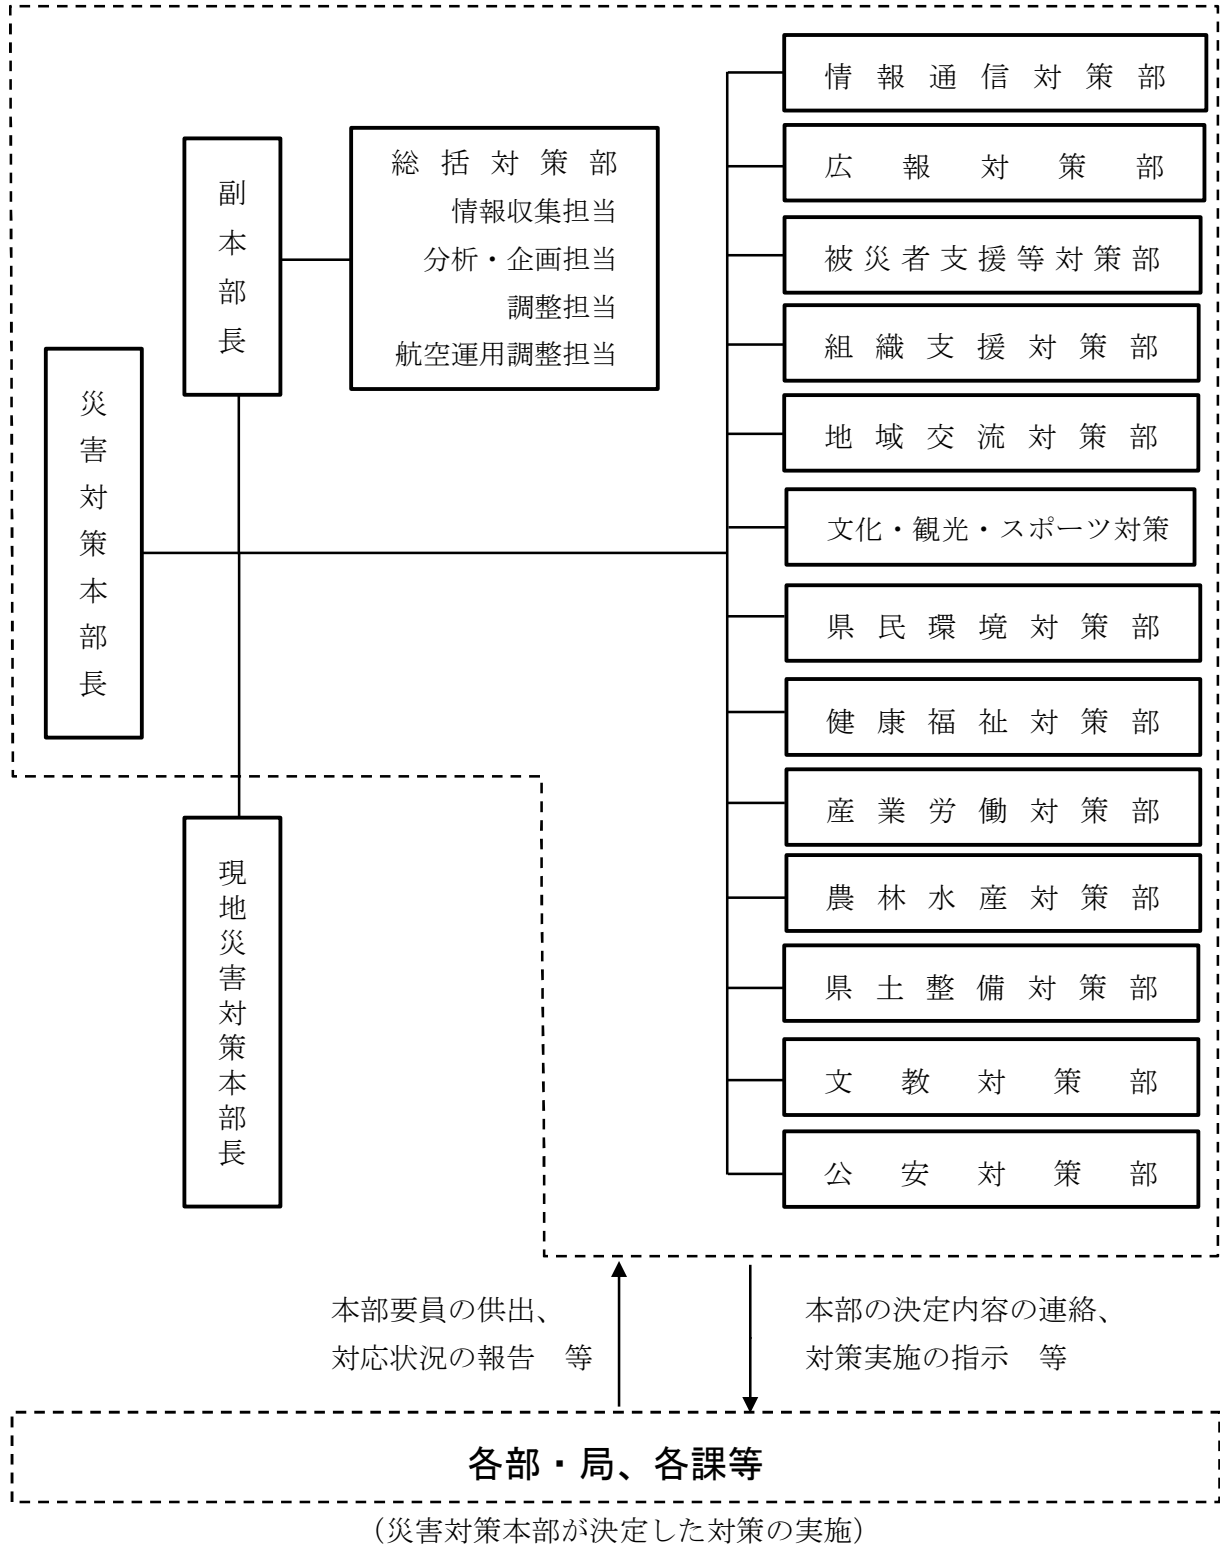 災害対策本部長
副本部長
総括対策部
情報収集担当
分析・企画担当
調整担当
航空運用調整担当
現地災害対策本部長
情報通信対策部
広報対策部
被災者支援等対策部
組織支援対策部
地域交流対策部
文化・観光・スポーツ対策
県民環境対策部
健康福祉対策部
産業労働対策部
農林水産対策部
県土整備対策部
文教対策部
公安対策部
本部要員の供出、
対応状況の報告　等
本部の決定内容の連絡、
対策実施の指示　等
各部・局、各課等
（災害対策本部が決定した対策の実施）